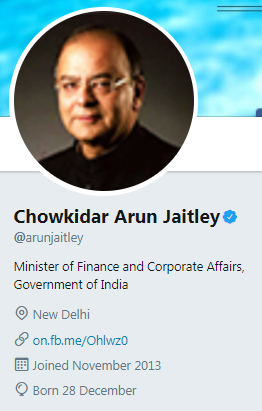 Chowkidar Arun Jaitley
@arunjaitley
Minister of Finance and Corporate Affairs,
Government of India
New Delhi
on.fb.me/Ohlwz0
Joined November 2013
Born 28 December